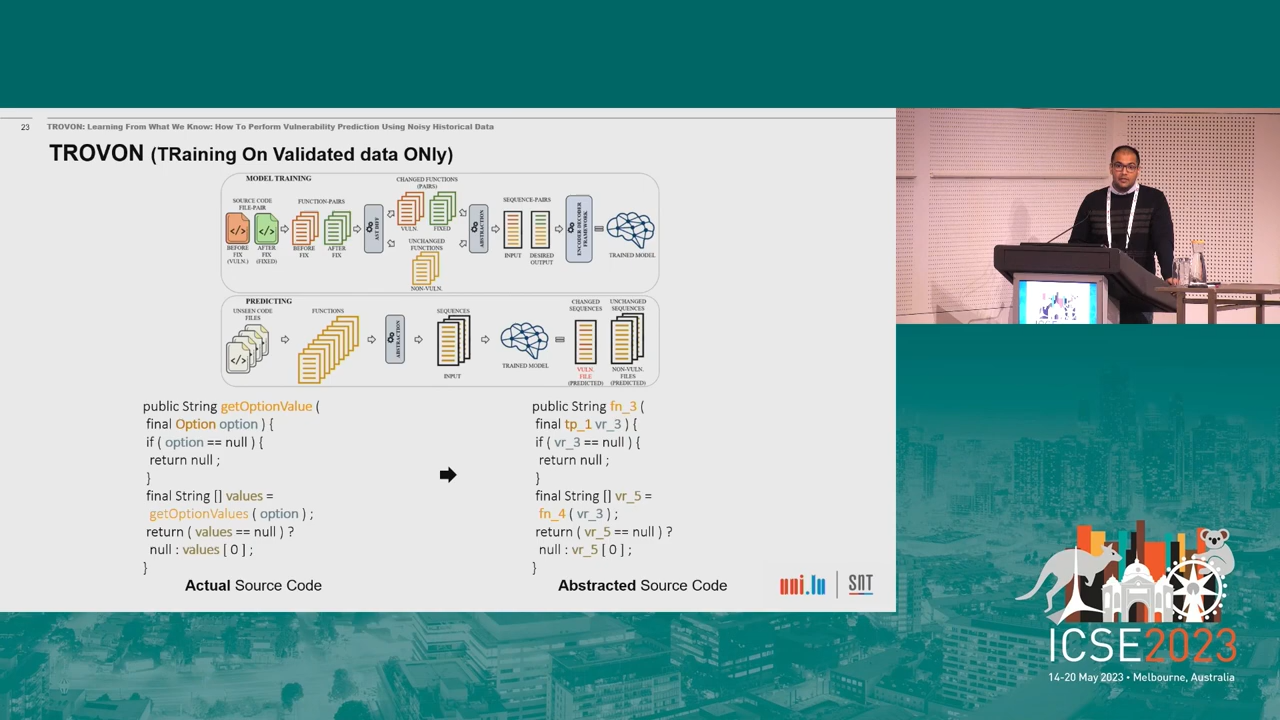 23
TROVON: Learning From What We Know: How To Perform Vulnerability Prediction Using Noisy Historical Data
TROVON (TRaining On Validated data ONly)
MODEL TRAINING
SOURCE CODE
FILE-PAIR
BEFORE
FIX
(VULN.)
AFTER
FIX
(FIXED)
FUNCTION-PAIRS
BEFORE
FIX
AFTER
FIX
CHANGED FUNCTIONS
(PAIRS)
VULN.
FIXED
UNCHANGED
FUNCTIONS
NON-VULN.
ABSTRACTION
SEQUENCE-PAIRS
INPUT
DESIRED
OUTPUT
ENCODER DECODER
FRAMEWORK
TRAINED MODEL
PREDICTING
UNSEEN CODE
FILES
FUNCTIONS
ABSTRACTION
SEQUENCES
INPUT
TRAINED MODEL
CHANGED
SEQUENCES
VULN.
FILE
(PREDICTED)
UNCHANGED
SEQUENCES
NON-VULN.
FILES
(PREDICTED)
public String getOptionValue (
final Option option ) {
if ( option == null ) {
return null ;
}
final String [] values =
getOptionValues ( option ) ;
return ( values == null ) ?
null : values [ 0 ] ;
}
Actual Source Code
public String fn_3 (
final tp_1 vr_3 ) {
if ( vr_3 == null ) {
return null ;
}
final String [] vr_5 =
fn_4 ( vr_3 ) ;
return ( vr_5 == null ) ?
null : vr_5 [ 0 ] ;
}
Abstracted Source Code
uni.lu
SNT
ICSE2023
14-20 May 2023 • Melbourne, Australia